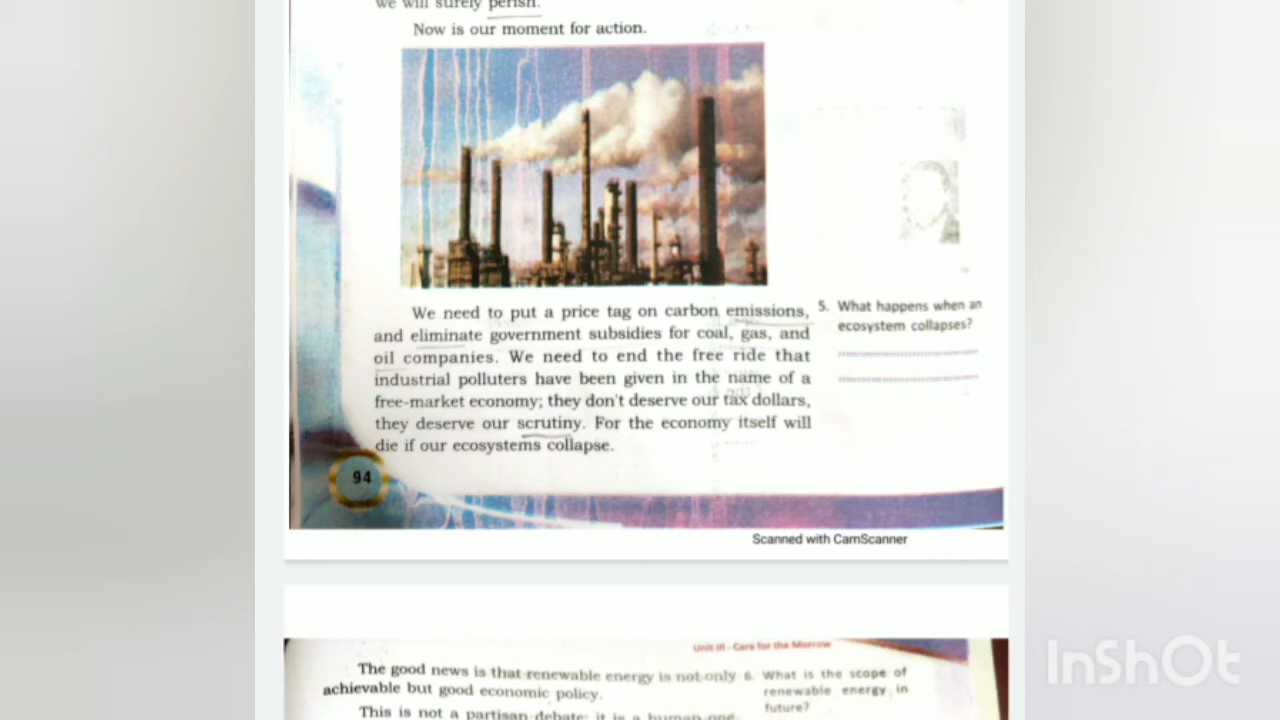 we will surely perish.
Now is our moment for action.
We need to put a price tag on carbon emissions,
and eliminate government subsidies for coal, gas, and
oil companies. We need to end the free ride that
industrial polluters have been given in the name of a
free-market economy; they don't deserve our tax dollars,
they deserve our scrutiny. For the economy itself will
die if our ecosystems collapse.
5. What happens when an
ecosystem collapses?
94
Scanned with CamScanner
Unit III - Care for the Morrow
The good news is that renewable energy is not only
achievable but good economic policy.
This is not a partisan debate; it is a human one.
6. What is the scope of
renewable energy in
future?
InShOt